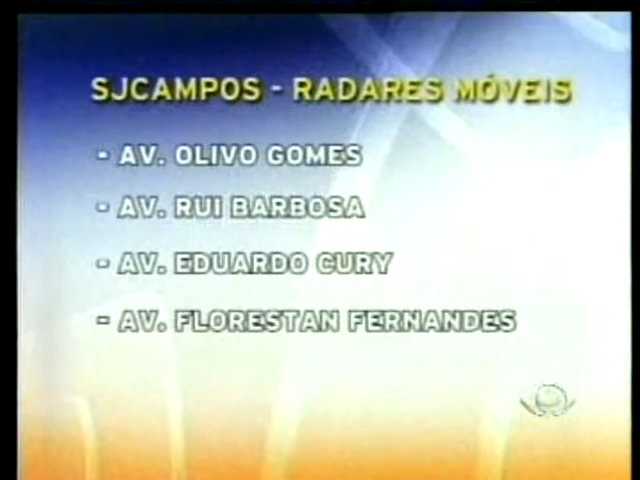 SJCAMPOS - RADARES MÓVEIS
- AV. OLIVO GOMES
- AV. RUI BARBOSA
- AV. EDUARDO CURY
- AV. FLORESTAN FERNANDES